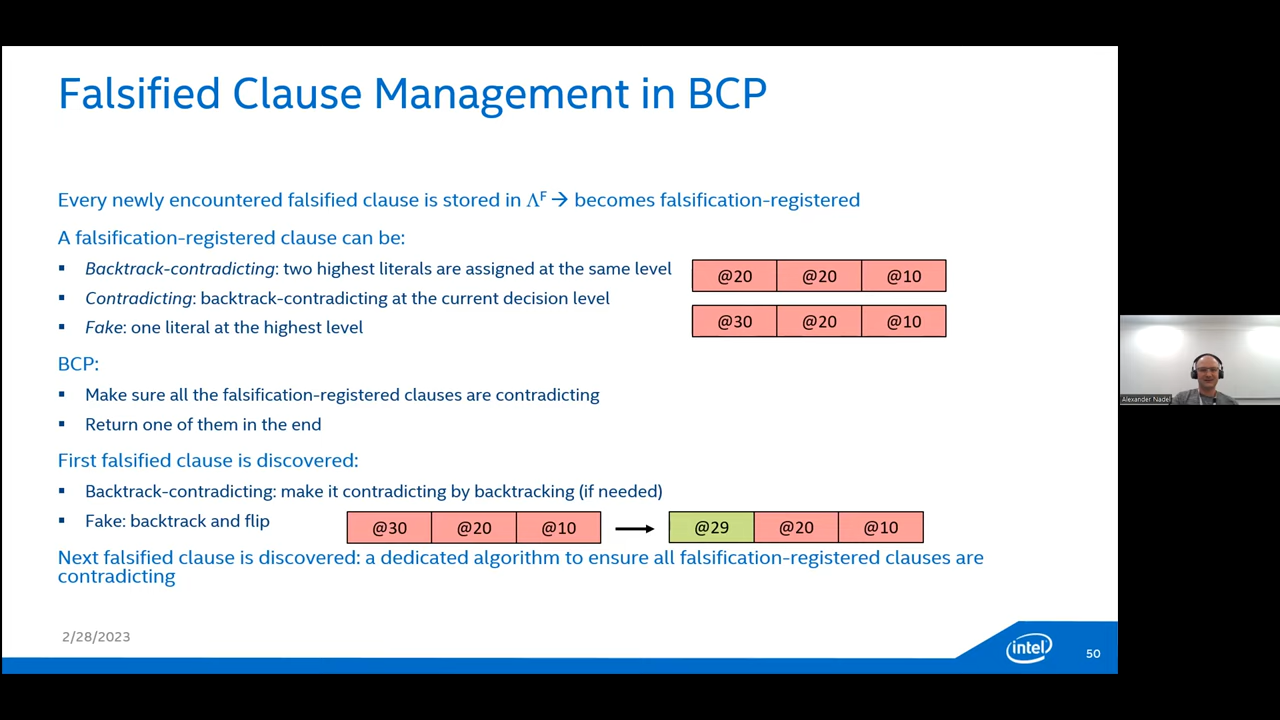 Falsified Clause Management in BCP
Every newly encountered falsified clause is stored in Λᶠ → becomes falsification-registered
A falsification-registered clause can be:
▪ Backtrack-contradicting: two highest literals are assigned at the same level
@20 @20 @10
▪ Contradicting: backtrack-contradicting at the current decision level
▪ Fake: one literal at the highest level
@30 @20 @10
BCP:
▪ Make sure all the falsification-registered clauses are contradicting
▪ Return one of them in the end
First falsified clause is discovered:
▪ Backtrack-contradicting: make it contradicting by backtracking (if needed)
▪ Fake: backtrack and flip
@30 @20 @10 → @29 @20 @10
Next falsified clause is discovered: a dedicated algorithm to ensure all falsification-registered clauses are
contradicting
2/28/2023
intel
50
Alexander Nadel